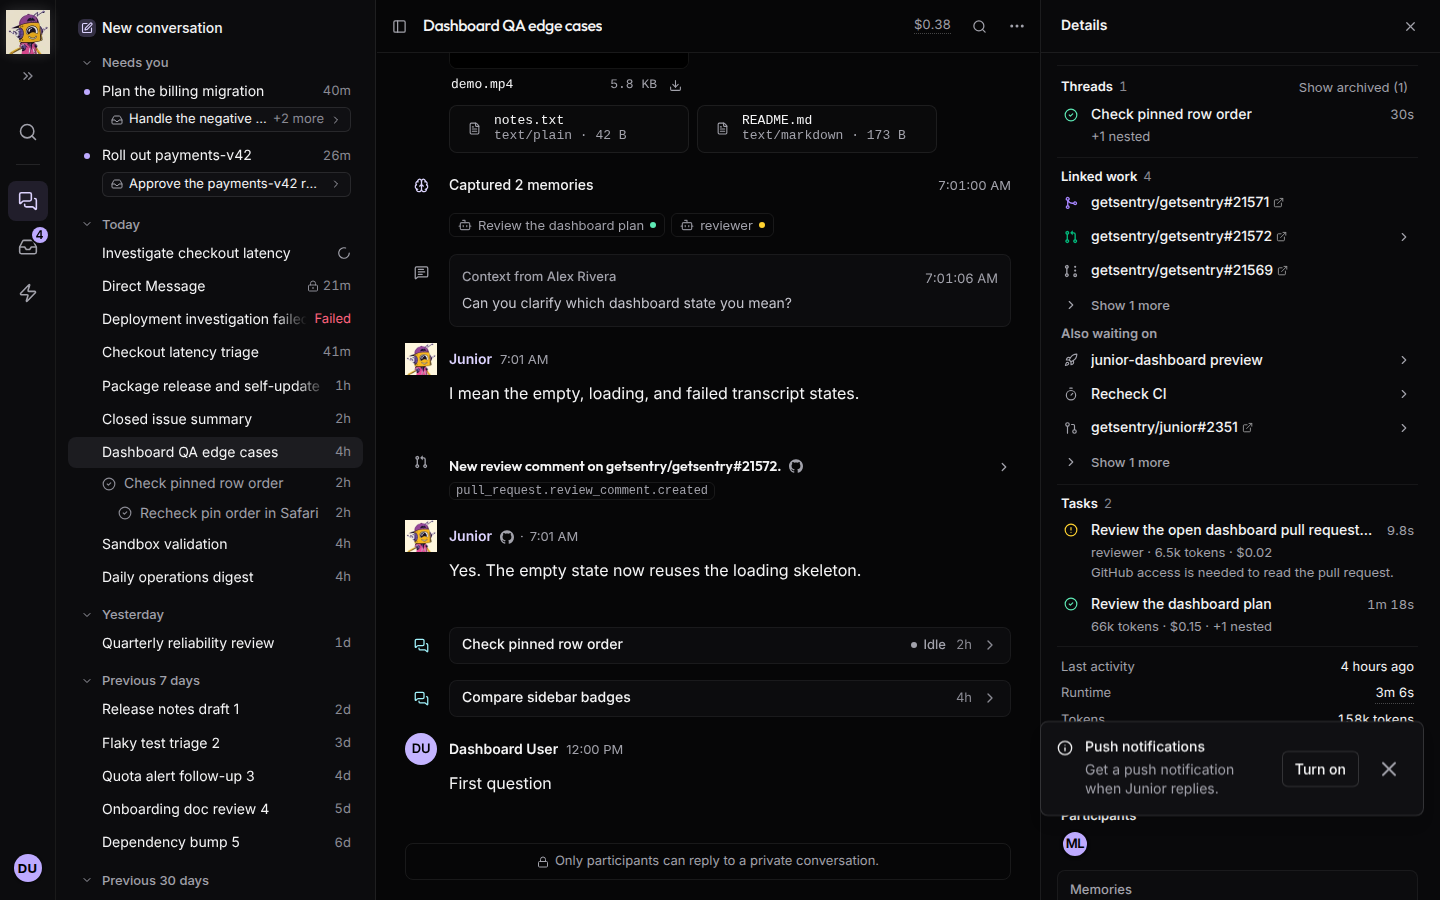 New conversation
Needs you
Plan the billing migration 40m
Handle the negative ... +2 more
Roll out payments-v42 26m
Approve the payments-v42 r...
Today
Investigate checkout latency
Direct Message 21m
Deployment investigation failed Failed
Checkout latency triage 41m
Package release and self-update 1h
Closed issue summary 2h
Dashboard QA edge cases 4h
Check pinned row order 2h
Recheck pin order in Safari 2h
Sandbox validation 4h
Daily operations digest 4h
Yesterday
Quarterly reliability review 1d
Previous 7 days
Release notes draft 1 2d
Flaky test triage 2 3d
Quota alert follow-up 3 4d
Onboarding doc review 4 5d
Dependency bump 5 6d
Previous 30 days
4
DU
Dashboard QA edge cases $0.38
demo.mp4 5.8 KB
notes.txt
text/plain · 42 B
README.md
text/markdown · 173 B
Captured 2 memories 7:01:00 AM
Review the dashboard plan
reviewer
Context from Alex Rivera 7:01:06 AM
Can you clarify which dashboard state you mean?
Junior 7:01 AM
I mean the empty, loading, and failed transcript states.
New review comment on getsentry/getsentry#21572.
pull_request.review_comment.created
Junior · 7:01 AM
Yes. The empty state now reuses the loading skeleton.
Check pinned row order Idle 2h
Compare sidebar badges 4h
DU Dashboard User 12:00 PM
First question
Only participants can reply to a private conversation.
Details
Threads 1 Show archived (1)
Check pinned row order 30s
+1 nested
Linked work 4
getsentry/getsentry#21571
getsentry/getsentry#21572
getsentry/getsentry#21569
Show 1 more
Also waiting on
junior-dashboard preview
Recheck CI
getsentry/junior#2351
Show 1 more
Tasks 2
Review the open dashboard pull request... 9.8s
reviewer · 6.5k tokens · $0.02
GitHub access is needed to read the pull request.
Review the dashboard plan 1m 18s
66k tokens · $0.15 · +1 nested
Last activity 4 hours ago
Runtime 3m 6s
Tokens 158k tokens
Push notifications
Get a push notification
when Junior replies.
Turn on
Participants
ML
Memories